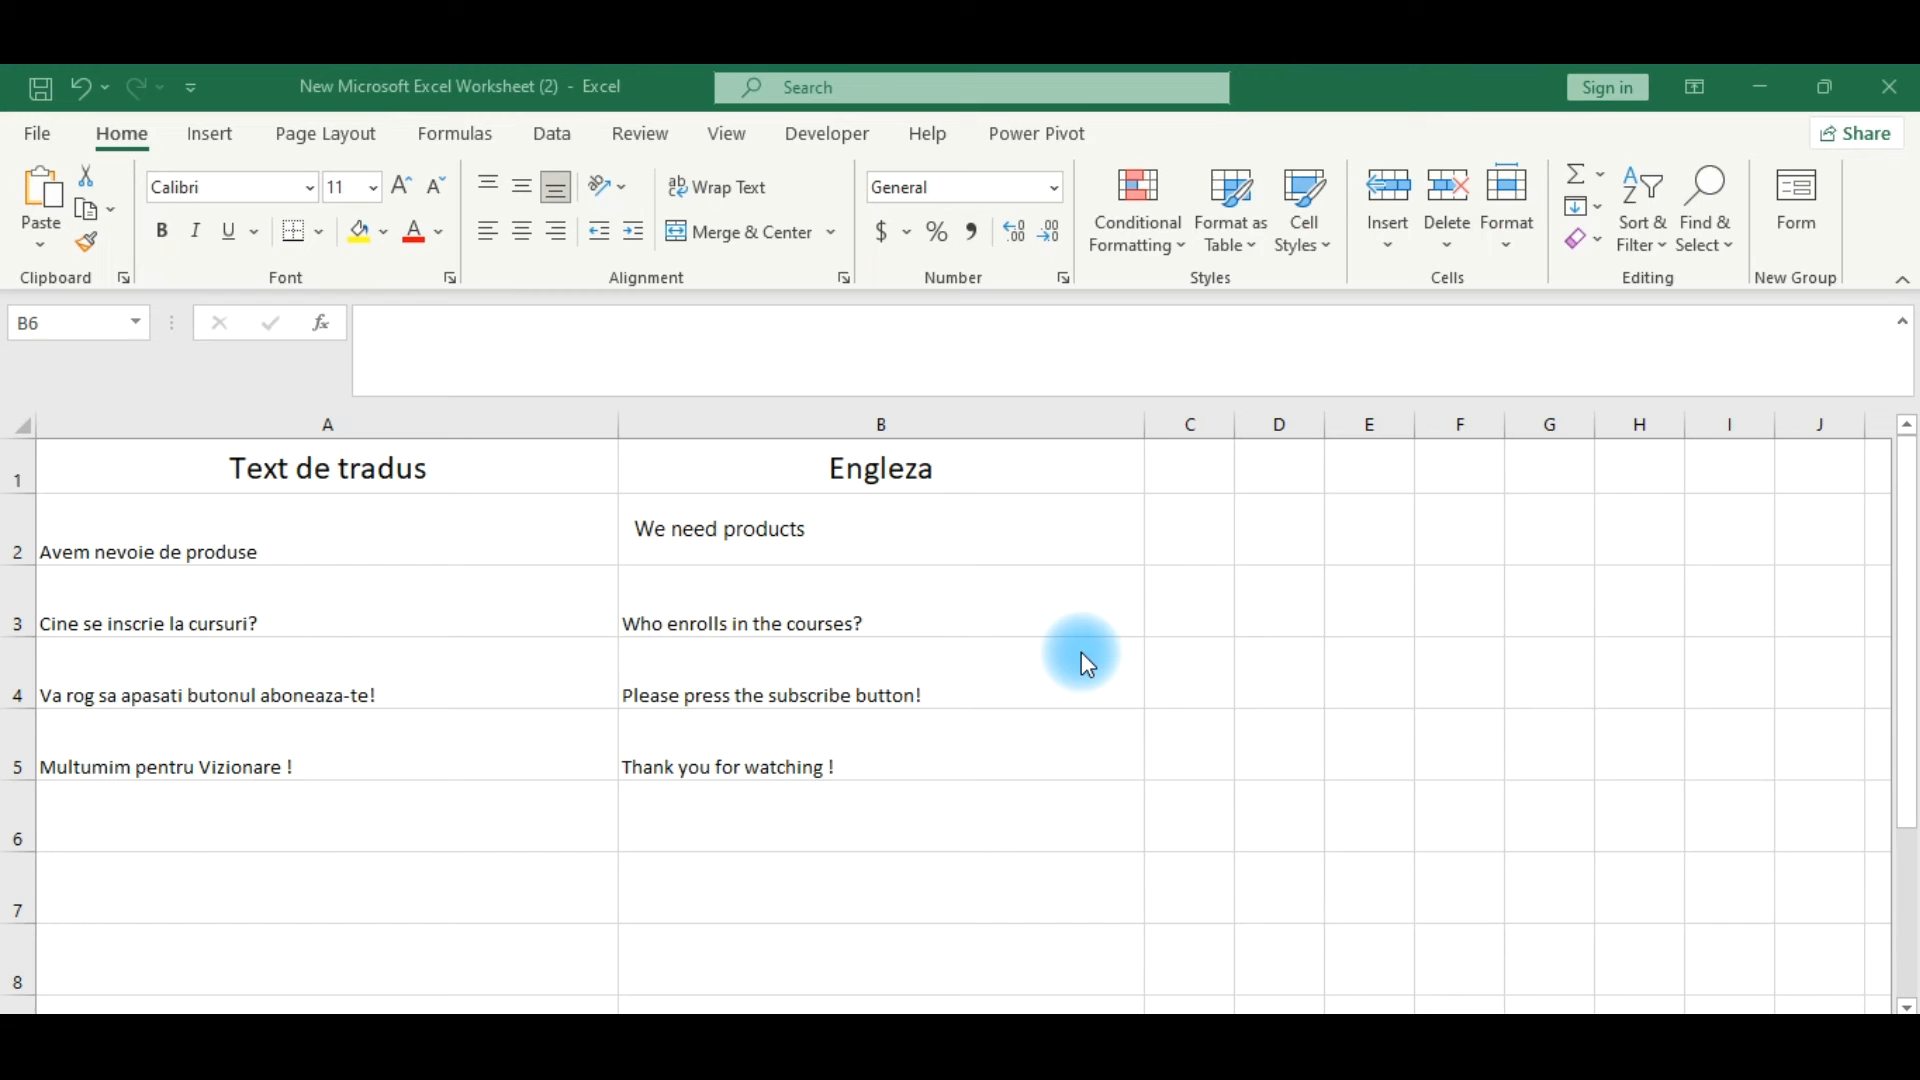 New Microsoft Excel Worksheet (2) - Excel
Search
Sign in
File Home Insert Page Layout Formulas Data Review View Developer Help Power Pivot
Share
Paste
Clipboard
Calibri 11
B I U A
Font
ab Wrap Text
Merge & Center
Alignment
General
$ % ,
Number
Conditional Formatting
Format as Table
Cell Styles
Styles
Insert Delete Format
Cells
Sort & Filter
Find & Select
Editing
Form
New Group
B6 fx
A B C D E F G H I J
1 Text de tradus Engleza
2 Avem nevoie de produse We need products
3 Cine se inscrie la cursuri? Who enrolls in the courses?
4 Va rog sa apasati butonul aboneaza-te! Please press the subscribe button!
5 Multumim pentru Vizionare ! Thank you for watching !
6
7
8